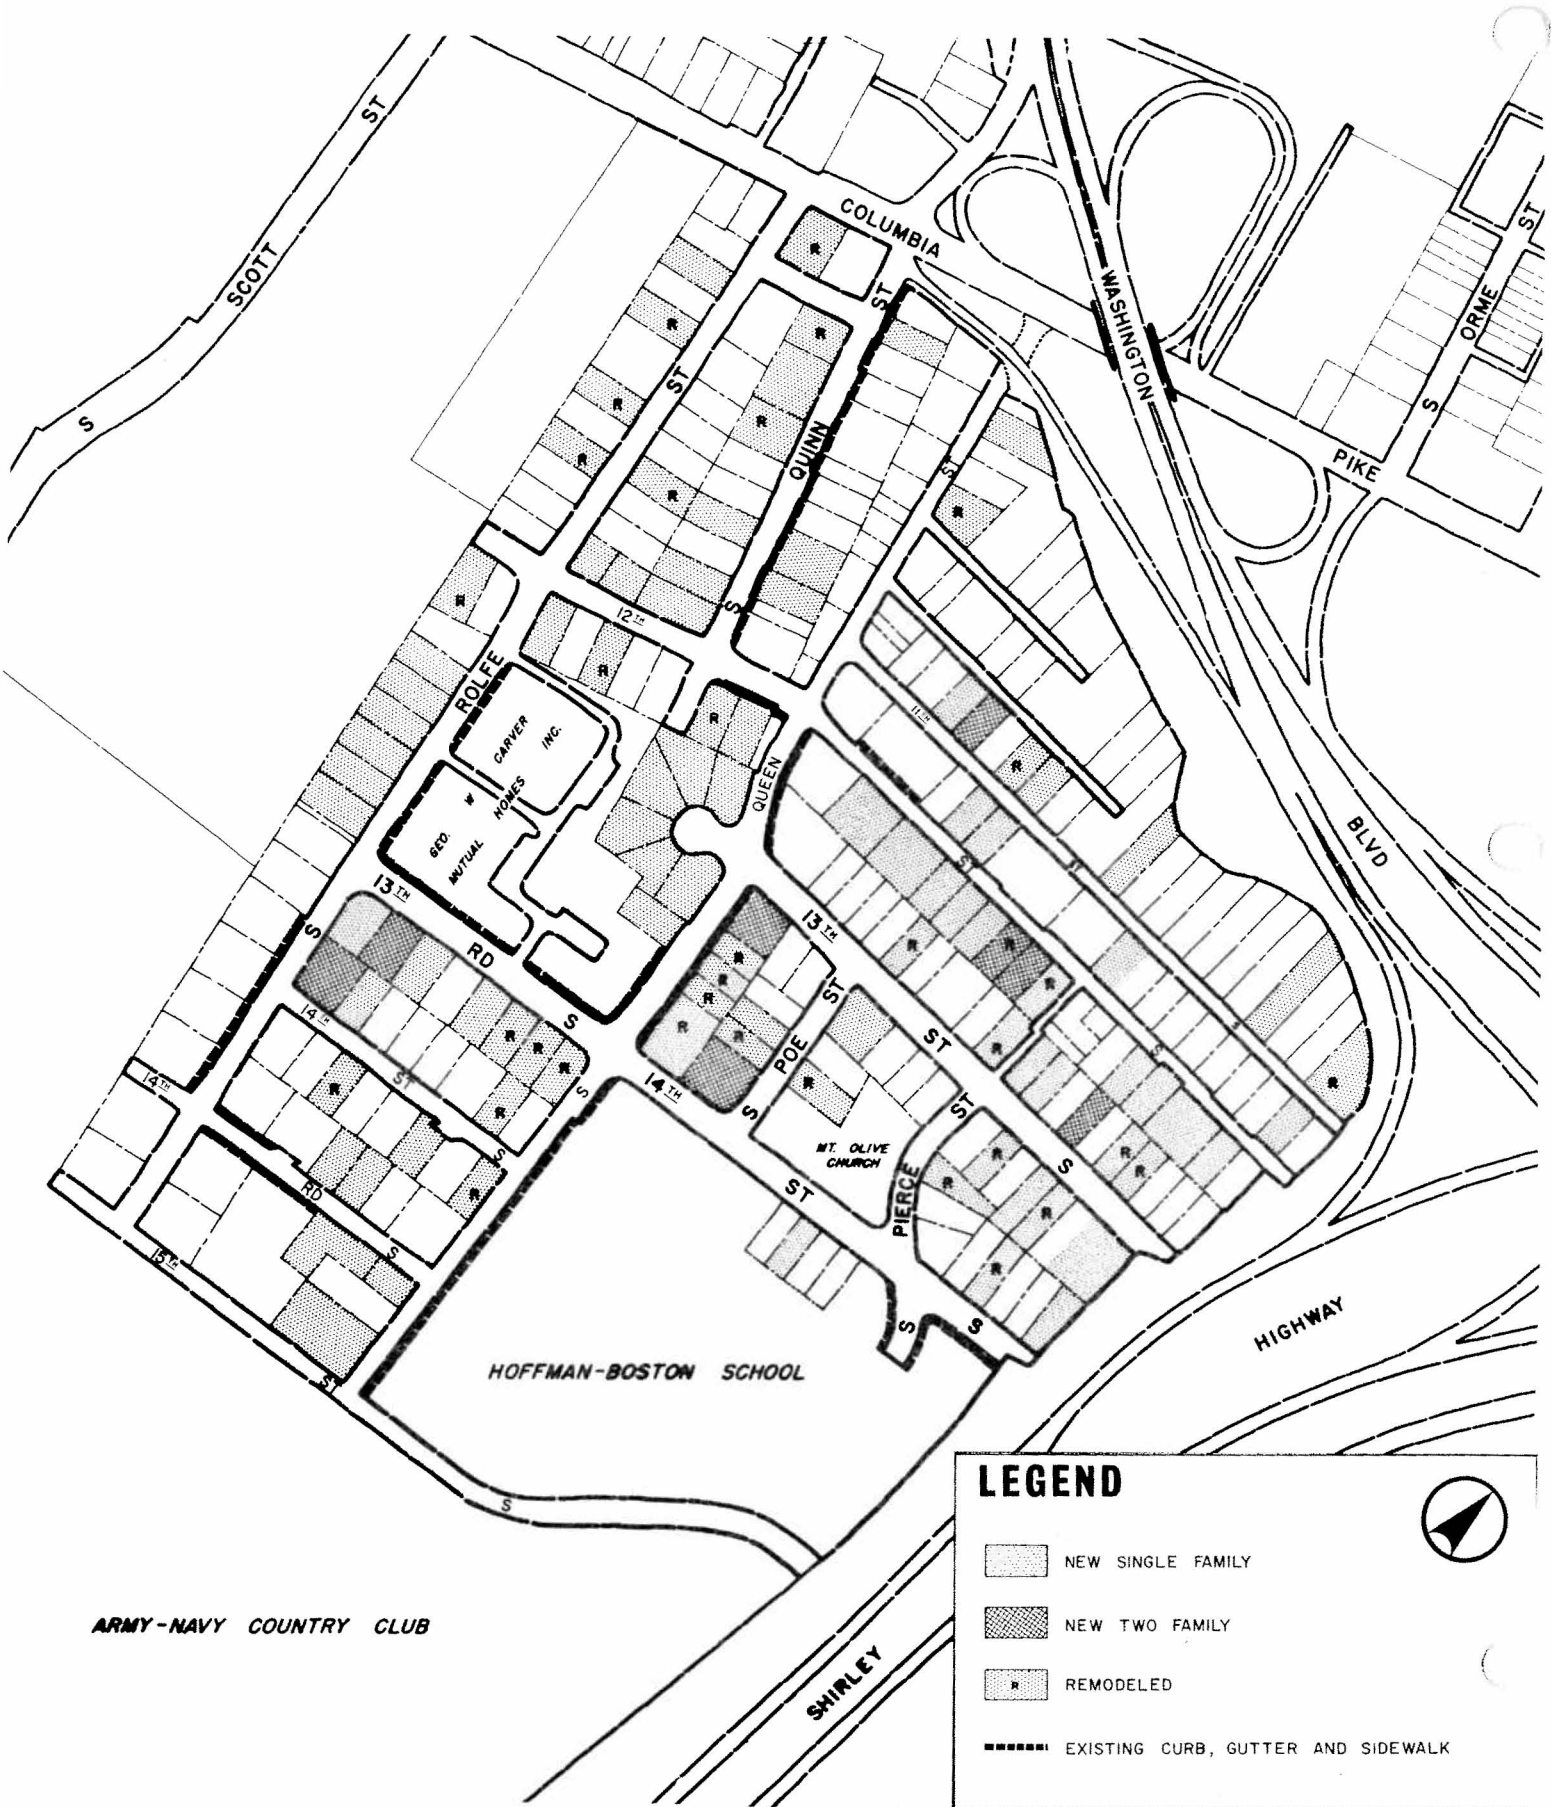 ST
SCOTT
S
COLUMBIA
PIKE
WASHINGTON
BLVD
ST
ORME
S
ST
QUINN
S
ST
ROLFE
S
ST
12TH
R
R
R
R
R
R
R
R
R
R
R
R
CARVER
INC.
GEO. W
HOMES
MUTUAL
QUEEN
11TH
ST
ST
S
S
R
R
R
R
R
R
R
13TH
RD
S
13TH
ST
S
14TH
ST
S
R
R
R
R
R
R
R
R
R
R
R
R
ST
POE
S
R
14TH
ST
S
MT. OLIVE
CHURCH
ST
PIERCE
S
R
R
R
R
R
R
14TH
RD
S
S
15TH
ST
S
HOFFMAN-BOSTON SCHOOL
ARMY-NAVY COUNTRY CLUB
SHIRLEY
HIGHWAY
LEGEND
NEW SINGLE FAMILY
NEW TWO FAMILY
R REMODELED
EXISTING CURB, GUTTER AND SIDEWALK